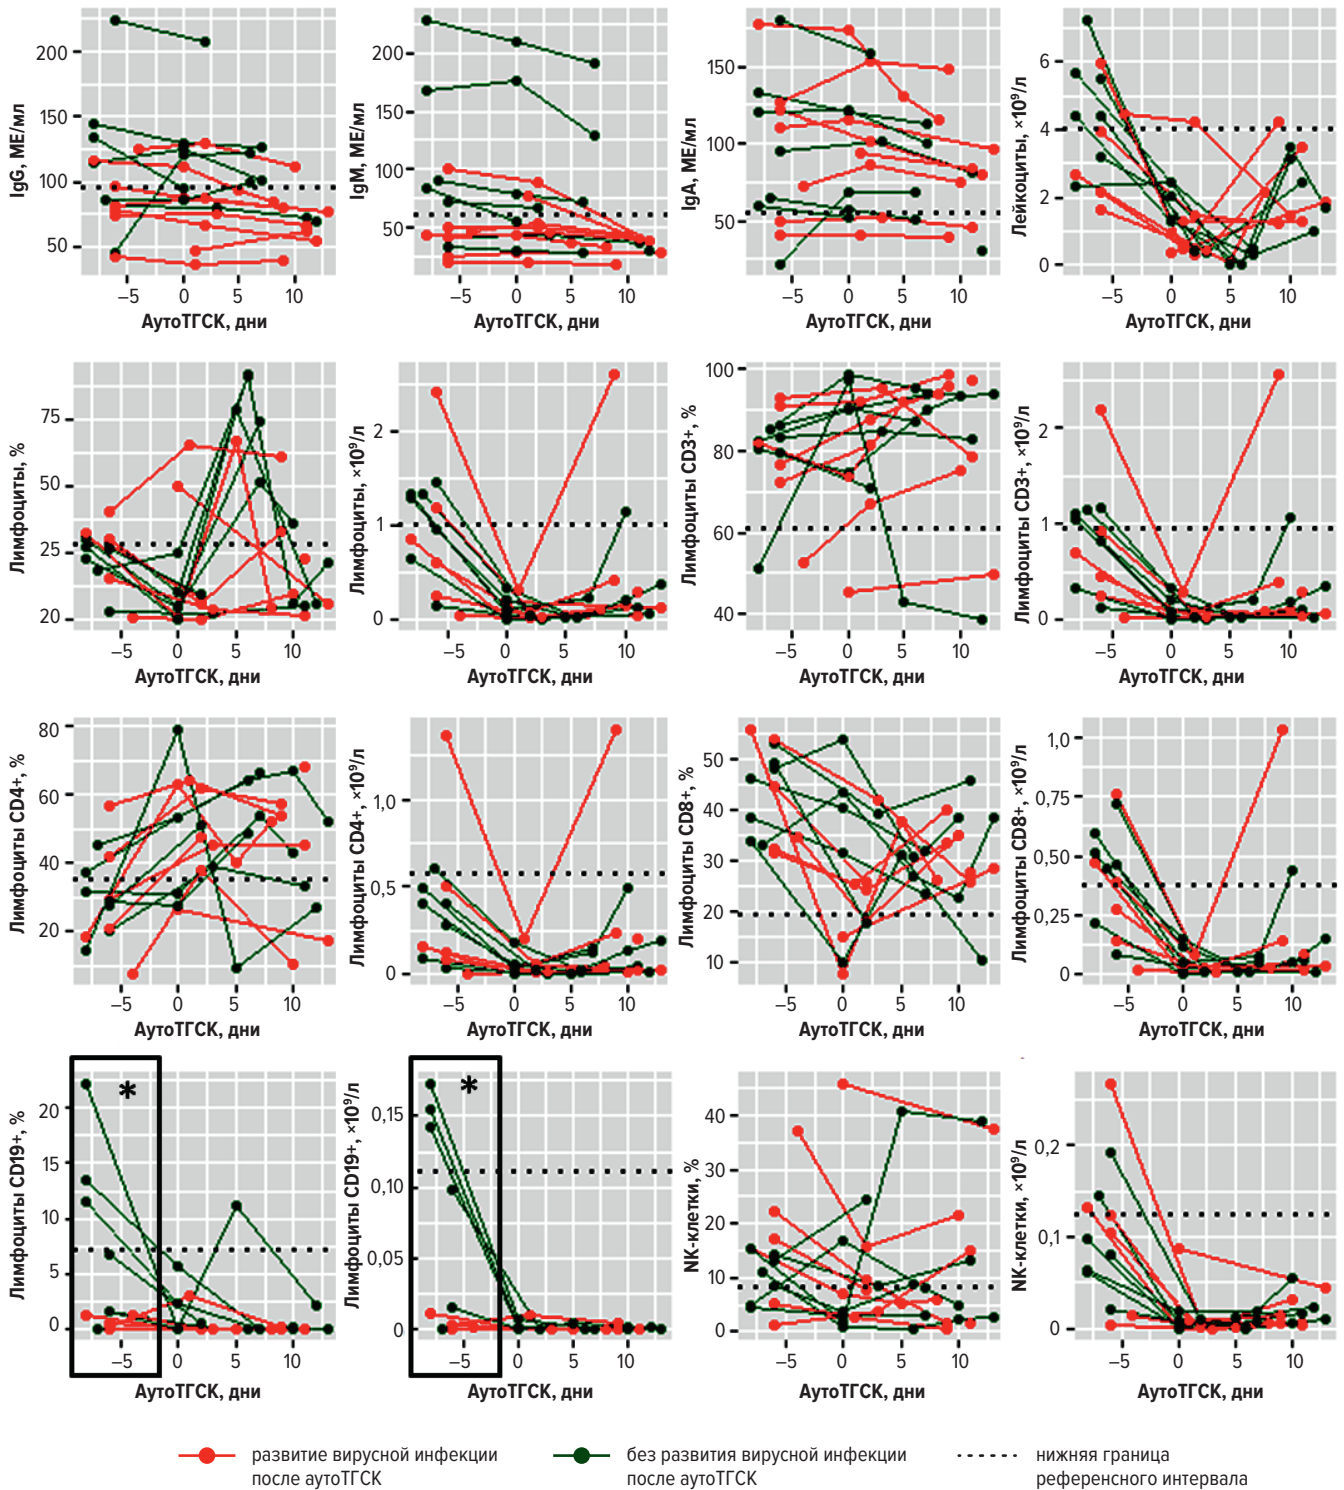 IgG, МЕ/мл
200
150
100
50
–5 0 5 10
АутоТГСК, дни
IgM, МЕ/мл
200
150
100
50
–5 0 5 10
АутоТГСК, дни
IgA, МЕ/мл
150
100
50
–5 0 5 10
АутоТГСК, дни
Лейкоциты, ×10⁹/л
6
4
2
0
–5 0 5 10
АутоТГСК, дни
Лимфоциты, %
75
50
25
20
–5 0 5 10
АутоТГСК, дни
Лимфоциты, ×10⁹/л
2
1
0
–5 0 5 10
АутоТГСК, дни
Лимфоциты CD3+, %
100
80
60
40
–5 0 5 10
АутоТГСК, дни
Лимфоциты CD3+, ×10⁹/л
2
1
0
–5 0 5 10
АутоТГСК, дни
Лимфоциты CD4+, %
80
60
40
20
–5 0 5 10
АутоТГСК, дни
Лимфоциты CD4+, ×10⁹/л
1,0
0,5
0
–5 0 5 10
АутоТГСК, дни
Лимфоциты CD8+, %
50
40
30
20
10
–5 0 5 10
АутоТГСК, дни
Лимфоциты CD8+, ×10⁹/л
1,0
0,75
0,50
0,25
0
–5 0 5 10
АутоТГСК, дни
Лимфоциты CD19+, %
20
15
10
5
0
*
–5 0 5 10
АутоТГСК, дни
Лимфоциты CD19+, ×10⁹/л
0,15
0,10
0,05
0
*
–5 0 5 10
АутоТГСК, дни
NK-клетки, %
40
30
20
10
0
–5 0 5 10
АутоТГСК, дни
NK-клетки, ×10⁹/л
0,2
0,1
0
–5 0 5 10
АутоТГСК, дни
развитие вирусной инфекции
после аутоТГСК
без развития вирусной инфекции
после аутоТГСК
нижняя граница
референсного интервала